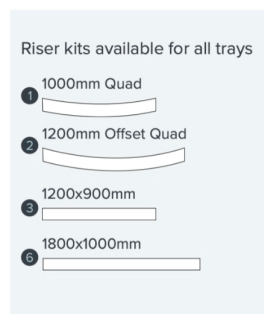 Riser kits available for all trays
1000mm Quad
1
1200mm Offset Quad
2
1200x900mm
3
1800x1000mm
6